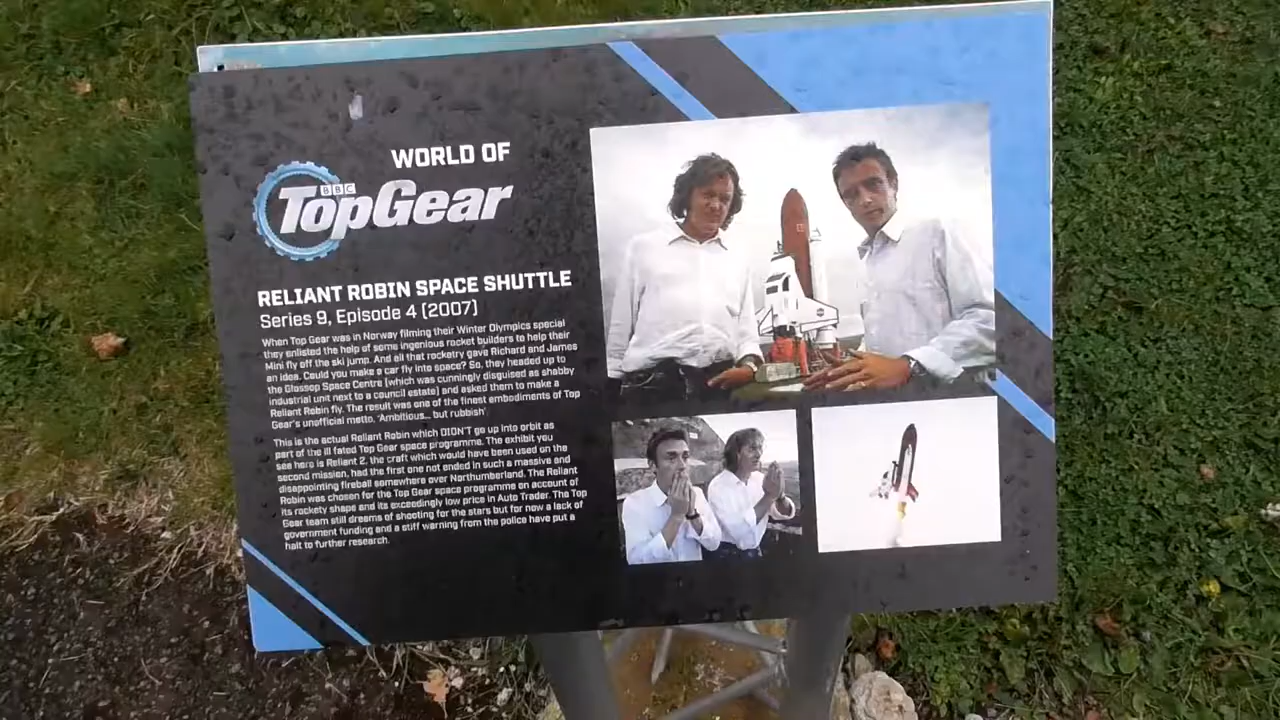 WORLD OF
BBC
TopGear
RELIANT ROBIN SPACE SHUTTLE
Series 9, Episode 4 (2007)
When Top Gear was in Norway filming their Winter Olympics special
they enlisted the help of some ingenious rocket builders to help their
Mini fly off the ski jump. And all that rocketry gave Richard and James
an idea. Could you make a car fly into space? So, they headed up to
the Glossop Space Centre (which was cunningly disguised as shabby
industrial unit next to a council estate) and asked them to make a
Reliant Robin fly. The result was one of the finest embodiments of Top
Gear's unofficial motto. 'Ambitious... but rubbish'.
This is the actual Reliant Robin which DIDN'T go up into orbit as
part of the ill fated Top Gear space programme. The exhibit you
see here is Reliant 2, the craft which would have been used on the
second mission, had the first one not ended in such a massive and
disappointing fireball somewhere over Northumberland. The Reliant
Robin was chosen for the Top Gear space programme on account of
its rockety shape and its exceedingly low price in Auto Trader. The Top
Gear team still dreams of shooting for the stars but for now a lack of
government funding and a stiff warning from the police have put a
halt to further research.